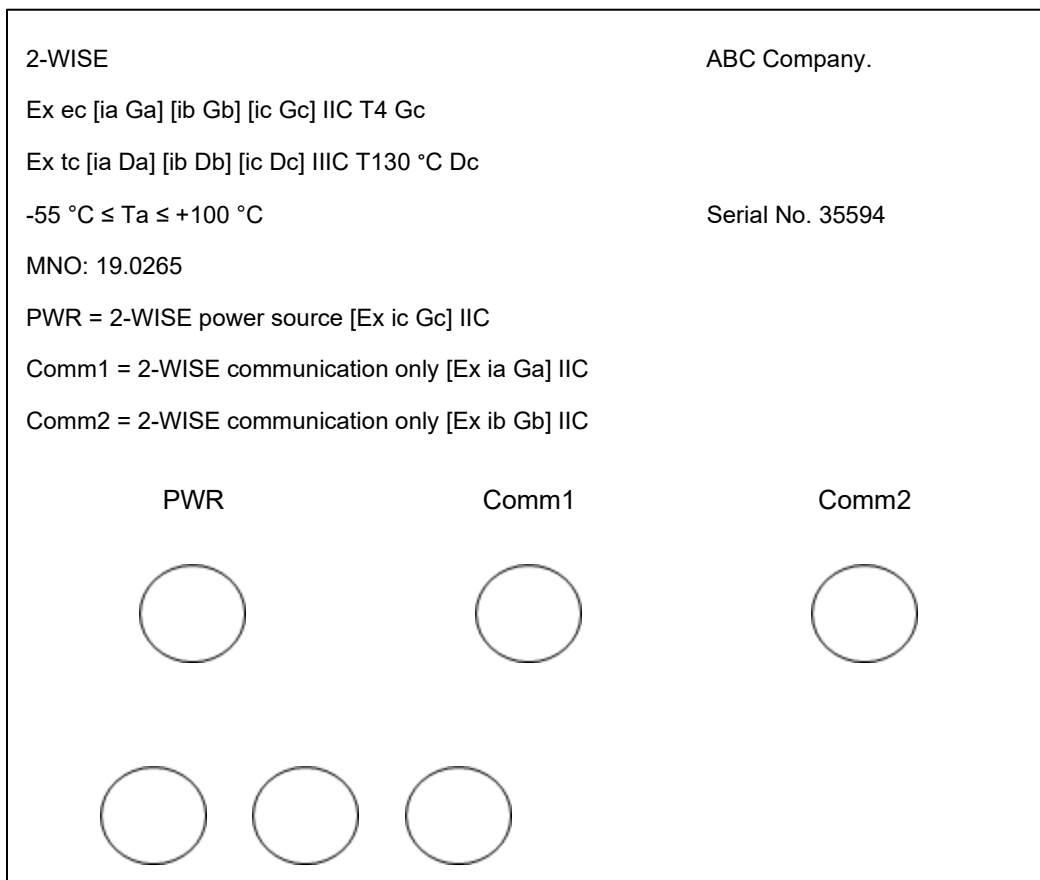 2-WISE ABC Company.
Ex ec [ia Ga] [ib Gb] [ic Gc] IIC T4 Gc
Ex tc [ia Da] [ib Db] [ic Dc] IIIC T130 °C Dc
-55 °C ≤ Ta ≤ +100 °C Serial No. 35594
MNO: 19.0265
PWR = 2-WISE power source [Ex ic Gc] IIC
Comm1 = 2-WISE communication only [Ex ia Ga] IIC
Comm2 = 2-WISE communication only [Ex ib Gb] IIC
PWR Comm1 Comm2